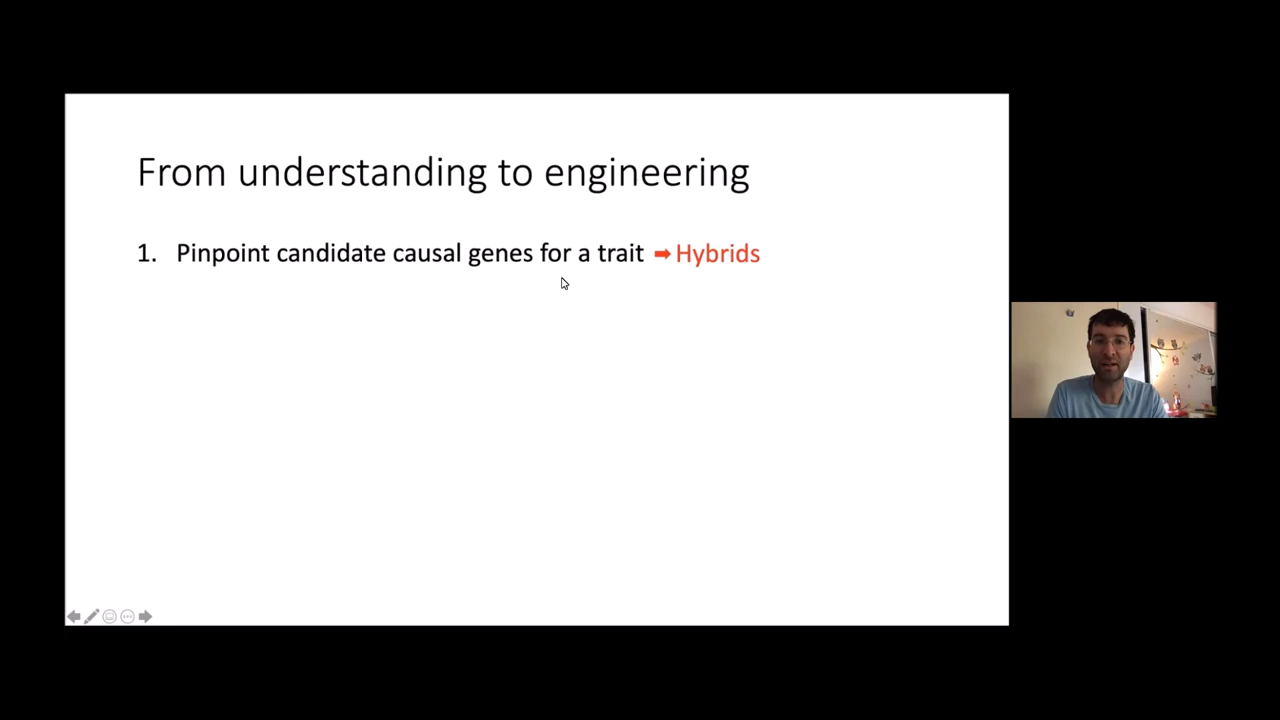 From understanding to engineering
1. Pinpoint candidate causal genes for a trait ➡ Hybrids